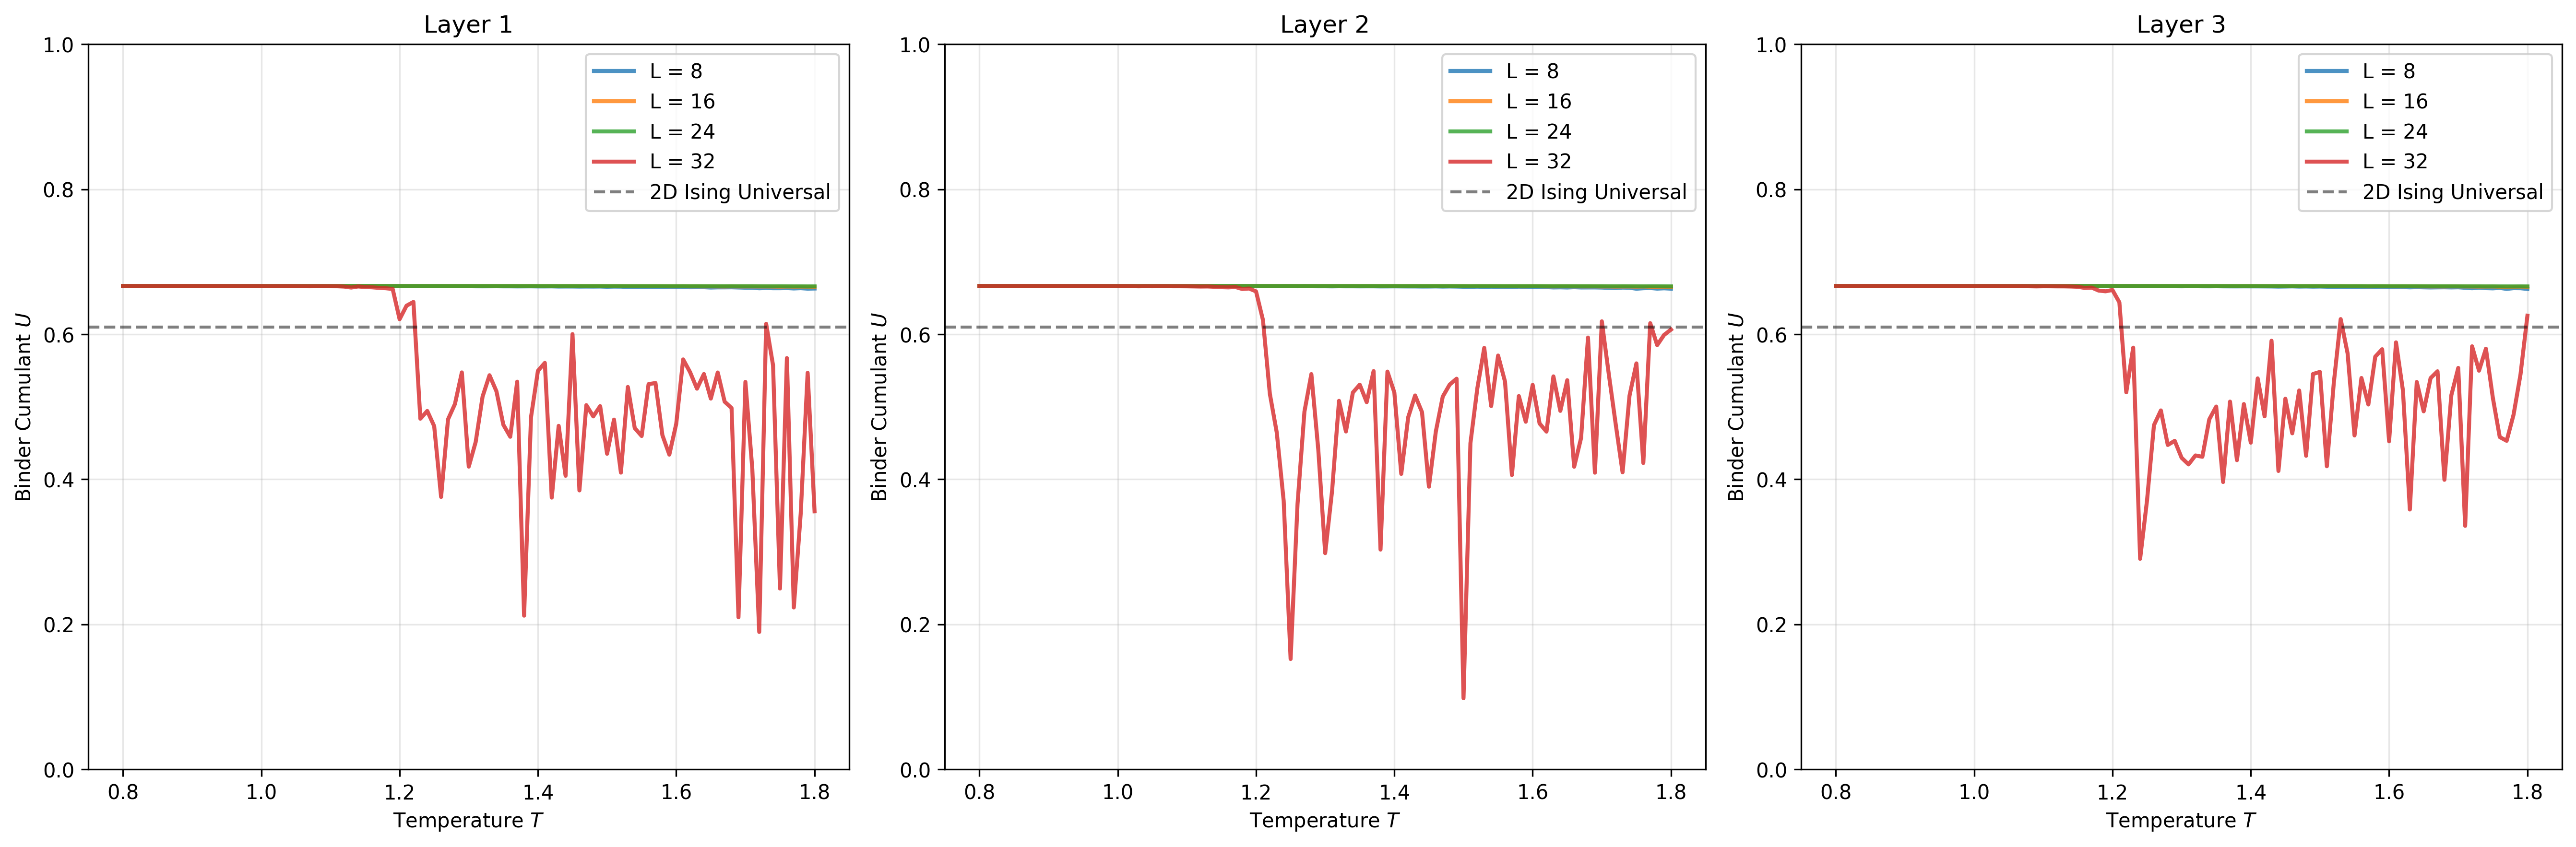 Layer 1
Binder Cumulant U
1.0
0.8
0.6
0.4
0.2
0.0
L = 8
L = 16
L = 24
L = 32
2D Ising Universal
0.8 1.0 1.2 1.4 1.6 1.8
Temperature T
Layer 2
Binder Cumulant U
1.0
0.8
0.6
0.4
0.2
0.0
L = 8
L = 16
L = 24
L = 32
2D Ising Universal
0.8 1.0 1.2 1.4 1.6 1.8
Temperature T
Layer 3
Binder Cumulant U
1.0
0.8
0.6
0.4
0.2
0.0
L = 8
L = 16
L = 24
L = 32
2D Ising Universal
0.8 1.0 1.2 1.4 1.6 1.8
Temperature T